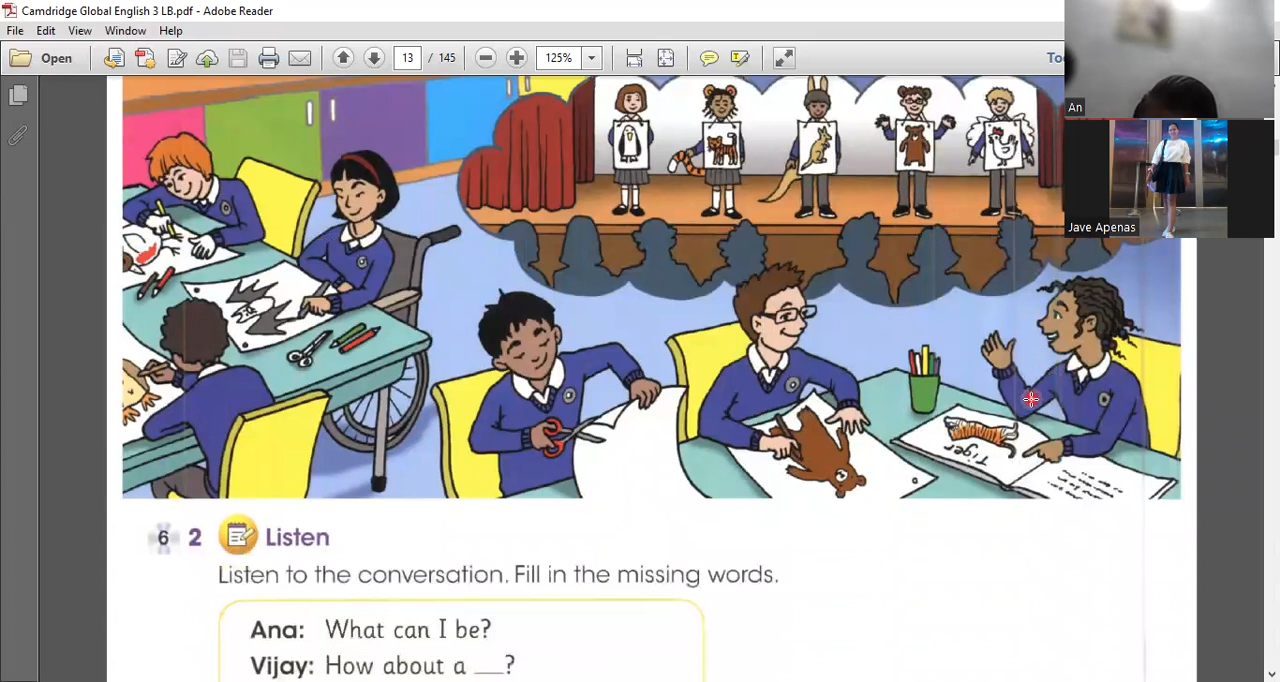 Camdridge Global English 3 LB.pdf - Adobe Reader
File Edit View Window Help
Open 13 / 145 125%
An
Jave Apenas
Tiger
6 2 Listen
Listen to the conversation. Fill in the missing words.
Ana: What can I be?
Vijay: How about a ___?